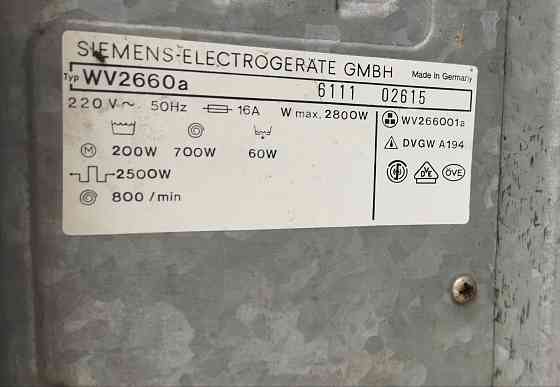 SIEMENS-ELECTROGERÄTE GMBH Made in Germany
Typ WV2660a 6111 02615
220 V~ 50Hz 16A W max. 2800W
WV266001a
DVGW A194
M 200W 700W 60W
2500W
800 /min
VDE ÖVE